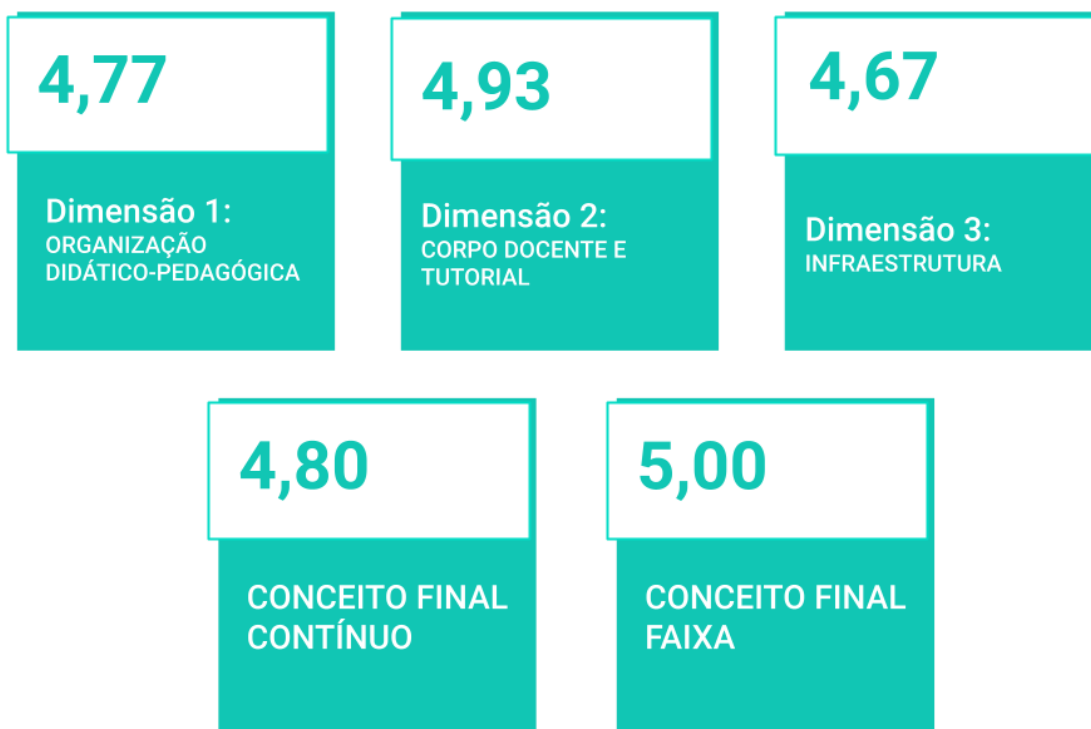 4,77
Dimensão 1:
ORGANIZAÇÃO
DIDÁTICO-PEDAGÓGICA
4,93
Dimensão 2:
CORPO DOCENTE E
TUTORIAL
4,67
Dimensão 3:
INFRAESTRUTURA
4,80
CONCEITO FINAL
CONTÍNUO
5,00
CONCEITO FINAL
FAIXA